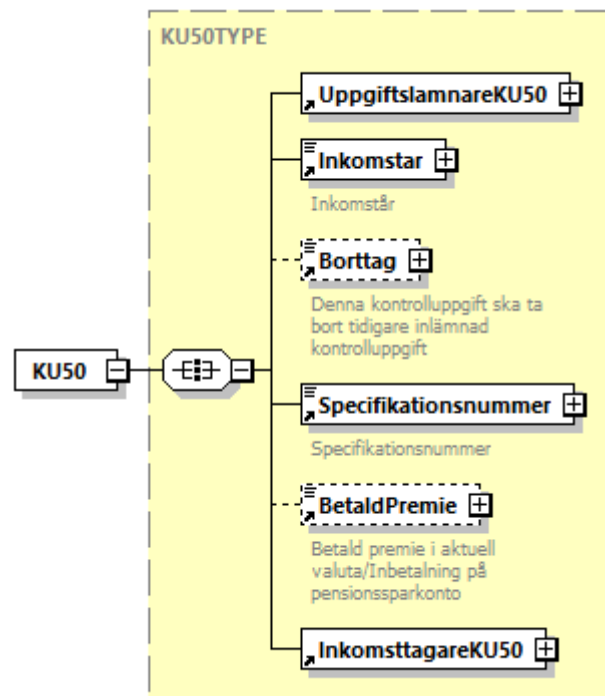 KU50TYPE
UppgiftslamnareKU50
Inkomstar
Inkomstår
Borttag
Denna kontrolluppgift ska ta
bort tidigare inlämnad
kontrolluppgift
KU50
Specifikationsnummer
Specifikationsnummer
BetaldPremie
Betald premie i aktuell
valuta/Inbetalning på
pensionssparkonto
InkomsttagareKU50